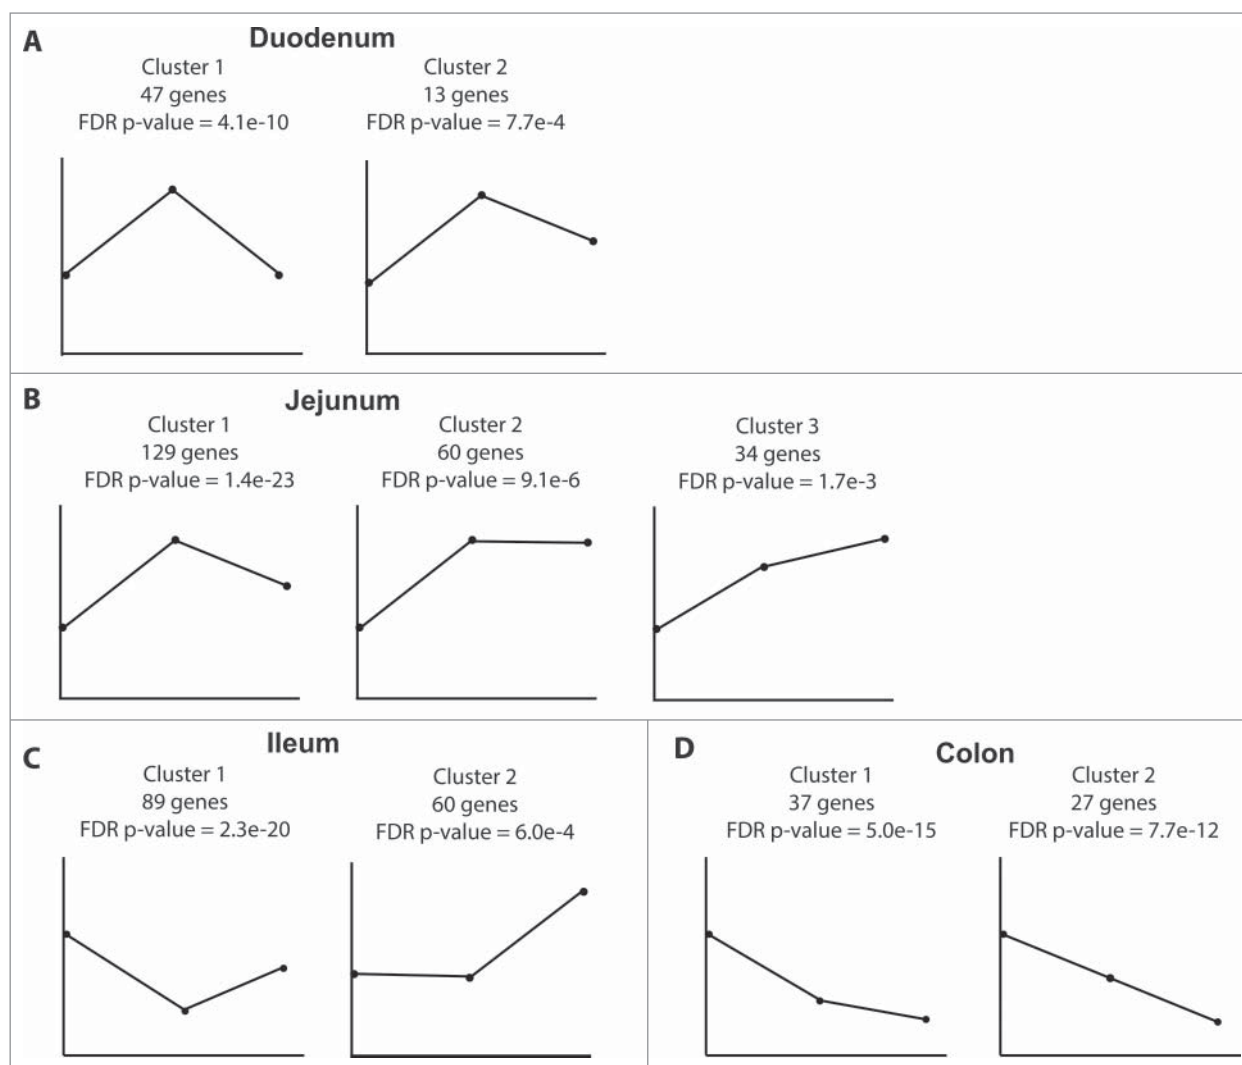 A
Duodenum
Cluster 1
47 genes
FDR p-value = 4.1e-10
Cluster 2
13 genes
FDR p-value = 7.7e-4
B
Jejunum
Cluster 1
129 genes
FDR p-value = 1.4e-23
Cluster 2
60 genes
FDR p-value = 9.1e-6
Cluster 3
34 genes
FDR p-value = 1.7e-3
C
Ileum
Cluster 1
89 genes
FDR p-value = 2.3e-20
Cluster 2
60 genes
FDR p-value = 6.0e-4
D
Colon
Cluster 1
37 genes
FDR p-value = 5.0e-15
Cluster 2
27 genes
FDR p-value = 7.7e-12